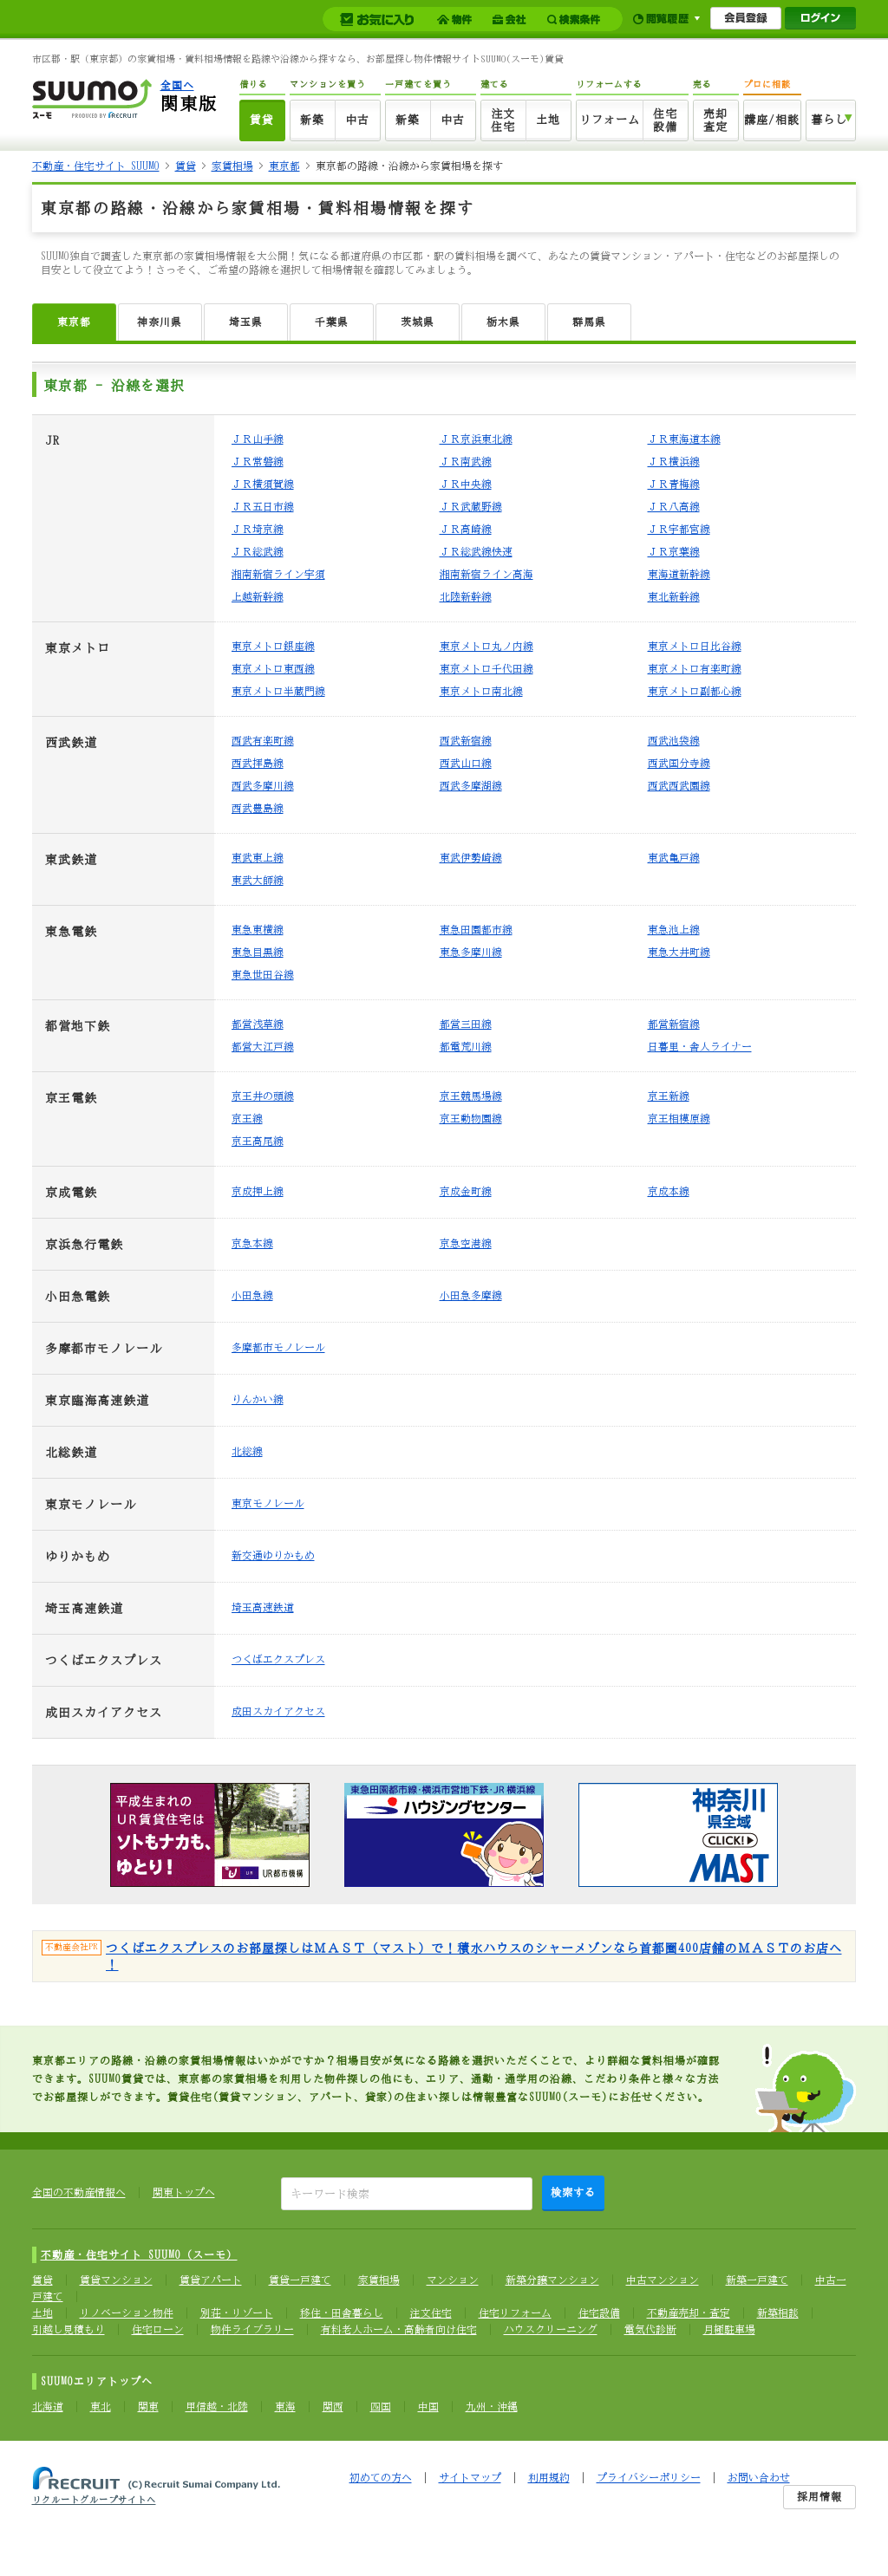 お気に入り 物件 会社 検索条件 閲覧履歴 会員登録 ログイン
市区郡・駅（東京都）の家賃相場・賃料相場情報を路線や沿線から探すなら、お部屋探し物件情報サイトSUUMO(スーモ)賃貸
SUUMO スーモ PRODUCED BY RECRUIT
全国へ
関東版
借りる マンションを買う 一戸建てを買う 建てる リフォームする 売る プロに相談
賃貸 新築 中古 新築 中古 注文住宅 土地 リフォーム 住宅設備 売却査定 講座/相談 暮らし
不動産・住宅サイト SUUMO > 賃貸 > 家賃相場 > 東京都 > 東京都の路線・沿線から家賃相場を探す
東京都の路線・沿線から家賃相場・賃料相場情報を探す
SUUMO独自で調査した東京都の家賃相場情報を大公開！気になる都道府県の市区郡・駅の賃料相場を調べて、あなたの賃貸マンション・アパート・住宅などのお部屋探しの
目安として役立てよう！さっそく、ご希望の路線を選択して相場情報を確認してみましょう。
東京都 神奈川県 埼玉県 千葉県 茨城県 栃木県 群馬県
東京都 - 沿線を選択
JR
ＪＲ山手線 ＪＲ京浜東北線 ＪＲ東海道本線
ＪＲ常磐線 ＪＲ南武線 ＪＲ横浜線
ＪＲ横須賀線 ＪＲ中央線 ＪＲ青梅線
ＪＲ五日市線 ＪＲ武蔵野線 ＪＲ八高線
ＪＲ埼京線 ＪＲ高崎線 ＪＲ宇都宮線
ＪＲ総武線 ＪＲ総武線快速 ＪＲ京葉線
湘南新宿ライン宇須 湘南新宿ライン高海 東海道新幹線
上越新幹線 北陸新幹線 東北新幹線
東京メトロ
東京メトロ銀座線 東京メトロ丸ノ内線 東京メトロ日比谷線
東京メトロ東西線 東京メトロ千代田線 東京メトロ有楽町線
東京メトロ半蔵門線 東京メトロ南北線 東京メトロ副都心線
西武鉄道
西武有楽町線 西武新宿線 西武池袋線
西武拝島線 西武山口線 西武国分寺線
西武多摩川線 西武多摩湖線 西武西武園線
西武豊島線
東武鉄道
東武東上線 東武伊勢崎線 東武亀戸線
東武大師線
東急電鉄
東急東横線 東急田園都市線 東急池上線
東急目黒線 東急多摩川線 東急大井町線
東急世田谷線
都営地下鉄
都営浅草線 都営三田線 都営新宿線
都営大江戸線 都電荒川線 日暮里・舎人ライナー
京王電鉄
京王井の頭線 京王競馬場線 京王新線
京王線 京王動物園線 京王相模原線
京王高尾線
京成電鉄
京成押上線 京成金町線 京成本線
京浜急行電鉄
京急本線 京急空港線
小田急電鉄
小田急線 小田急多摩線
多摩都市モノレール
多摩都市モノレール
東京臨海高速鉄道
りんかい線
北総鉄道
北総線
東京モノレール
東京モノレール
ゆりかもめ
新交通ゆりかもめ
埼玉高速鉄道
埼玉高速鉄道
つくばエクスプレス
つくばエクスプレス
成田スカイアクセス
成田スカイアクセス
平成生まれの
ＵＲ賃貸住宅は
ソトもナカも、
ゆとり！
UR都市機構
東急田園都市線・横浜市営地下鉄・JR横浜線
ハウジングセンター
神奈川
県全域
CLICK!
MAST
不動産会社PR つくばエクスプレスのお部屋探しはＭＡＳＴ（マスト）で！積水ハウスのシャーメゾンなら首都圏400店舗のＭＡＳＴのお店へ
！
東京都エリアの路線・沿線の家賃相場情報はいかがですか？相場目安が気になる路線を選択いただくことで、より詳細な賃料相場が確認
できます。SUUMO賃貸では、東京都の家賃相場を利用した物件探しの他にも、エリア、通勤・通学用の沿線、こだわり条件と様々な方法
でお部屋探しができます。賃貸住宅(賃貸マンション、アパート、貸家)の住まい探しは情報豊富なSUUMO(スーモ)にお任せください。
全国の不動産情報へ 関東トップへ キーワード検索 検索する
不動産・住宅サイト SUUMO（スーモ）
賃貸 賃貸マンション 賃貸アパート 賃貸一戸建て 家賃相場 マンション 新築分譲マンション 中古マンション 新築一戸建て 中古一
戸建て
土地 リノベーション物件 別荘・リゾート 移住・田舎暮らし 注文住宅 住宅リフォーム 住宅設備 不動産売却・査定 新築相談
引越し見積もり 住宅ローン 物件ライブラリー 有料老人ホーム・高齢者向け住宅 ハウスクリーニング 電気代診断 月極駐車場
SUUMOエリアトップへ
北海道 東北 関東 甲信越・北陸 東海 関西 四国 中国 九州・沖縄
RECRUIT (C) Recruit Sumai Company Ltd.
リクルートグループサイトへ
初めての方へ | サイトマップ | 利用規約 | プライバシーポリシー | お問い合わせ
採用情報